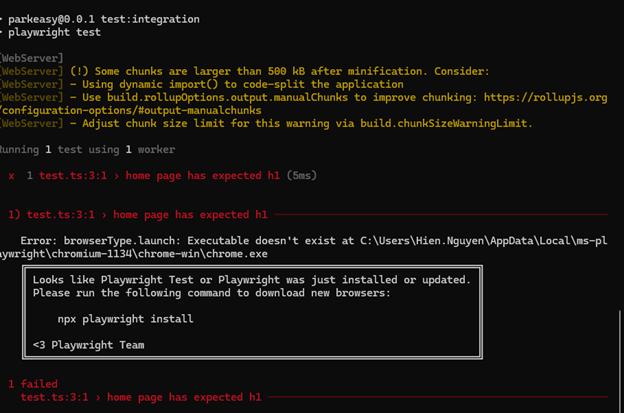 > parkeasy@0.0.1 test:integration
> playwright test
[WebServer]
[WebServer] (!) Some chunks are larger than 500 kB after minification. Consider:
[WebServer] - Using dynamic import() to code-split the application
[WebServer] - Use build.rollupOptions.output.manualChunks to improve chunking: https://rollupjs.org
/configuration-options/#output-manualchunks
[WebServer] - Adjust chunk size limit for this warning via build.chunkSizeWarningLimit.
Running 1 test using 1 worker
x 1 test.ts:3:1 › home page has expected h1 (5ms)
1) test.ts:3:1 › home page has expected h1
Error: browserType.launch: Executable doesn't exist at C:\Users\Hien.Nguyen\AppData\Local\ms-pl
aywright\chromium-1134\chrome-win\chrome.exe
Looks like Playwright Test or Playwright was just installed or updated.
Please run the following command to download new browsers:
npx playwright install
<3 Playwright Team
1 failed
test.ts:3:1 › home page has expected h1